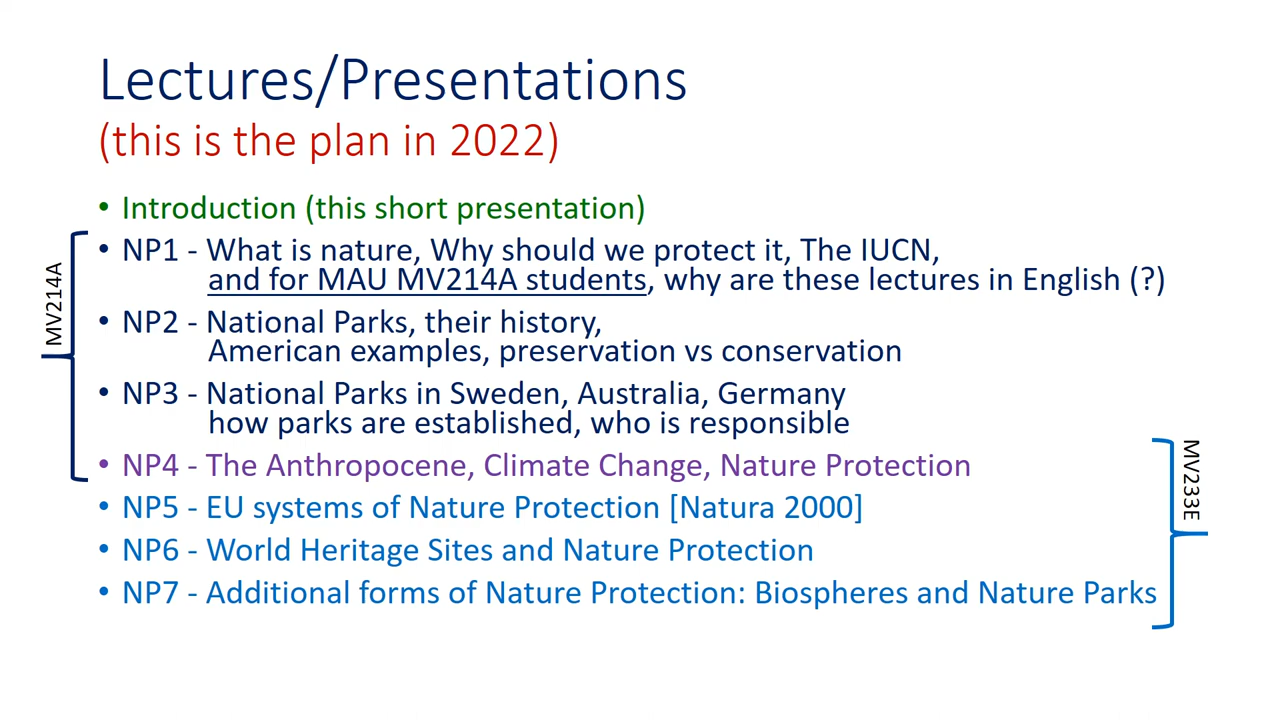 Lectures/Presentations
(this is the plan in 2022)
• Introduction (this short presentation)
• NP1 - What is nature, Why should we protect it, The IUCN,
and for MAU MV214A students, why are these lectures in English (?)
• NP2 - National Parks, their history,
American examples, preservation vs conservation
• NP3 - National Parks in Sweden, Australia, Germany
how parks are established, who is responsible
• NP4 - The Anthropocene, Climate Change, Nature Protection
• NP5 - EU systems of Nature Protection [Natura 2000]
• NP6 - World Heritage Sites and Nature Protection
• NP7 - Additional forms of Nature Protection: Biospheres and Nature Parks
MV214A
MV233E